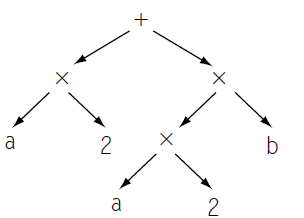 +
× ×
a 2 × b
a 2